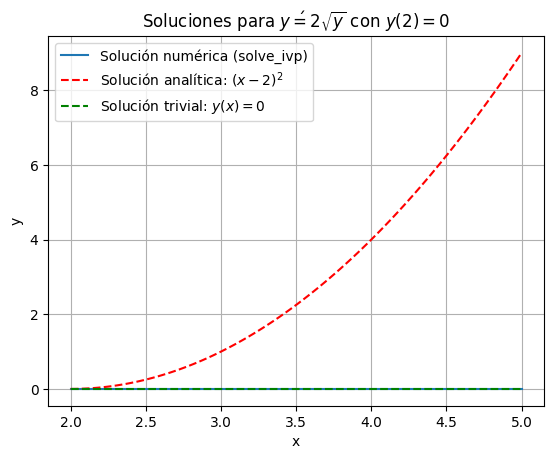 Soluciones para $y\'= 2\sqrt{y}$ con $y(2) = 0$
Solución numérica (solve_ivp)
Solución analítica: $(x - 2)^2$
Solución trivial: $y(x) = 0$
y
8
6
4
2
0
2.0 2.5 3.0 3.5 4.0 4.5 5.0
x